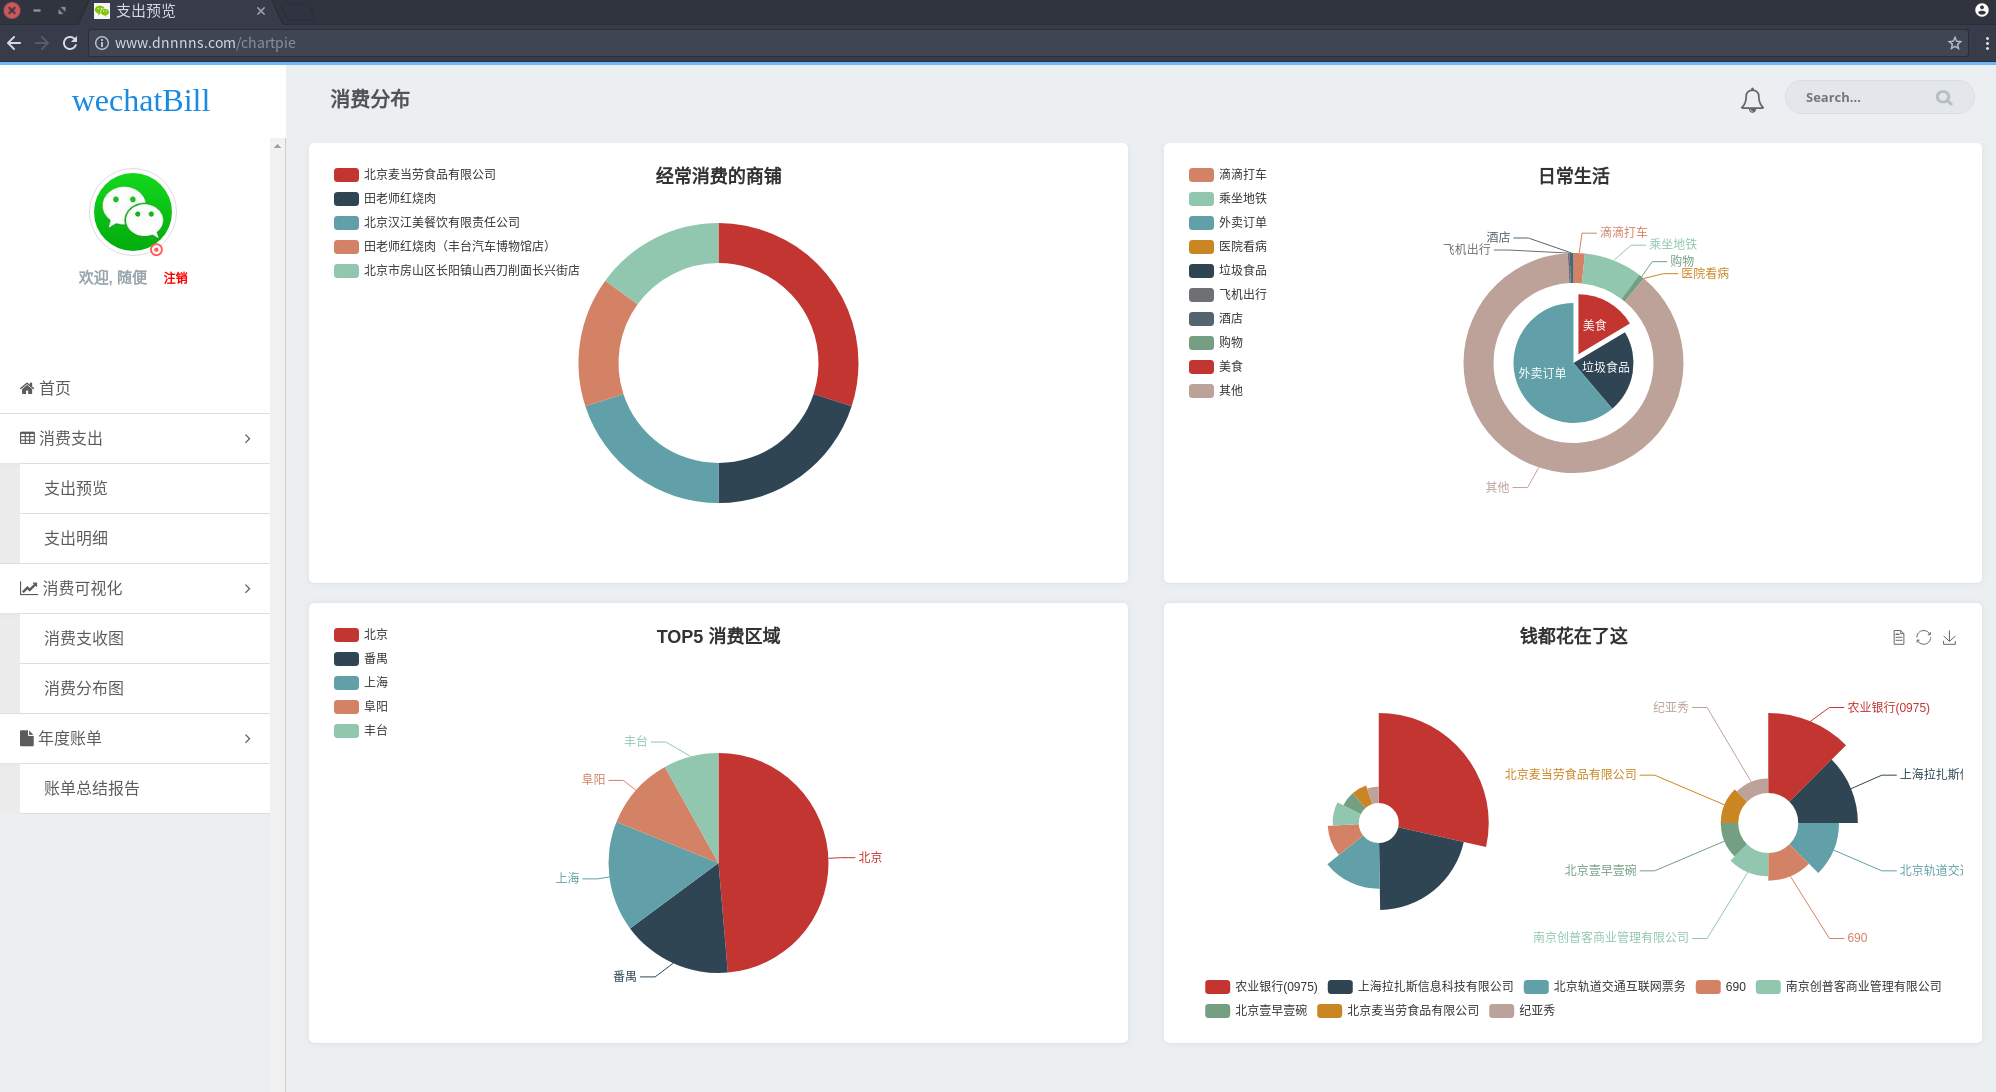 支出预览
www.dnnnns.com/chartpie
wechatBill
欢迎, 随便 注销
首页
消费支出
支出预览
支出明细
消费可视化
消费支收图
消费分布图
年度账单
账单总结报告
消费分布
Search...
经常消费的商铺
北京麦当劳食品有限公司
田老师红烧肉
北京汉江美餐饮有限责任公司
田老师红烧肉（丰台汽车博物馆店）
北京市房山区长阳镇山西刀削面长兴街店
日常生活
滴滴打车
乘坐地铁
外卖订单
医院看病
垃圾食品
飞机出行
酒店
购物
美食
其他
酒店
飞机出行
滴滴打车
乘坐地铁
购物
医院看病
美食
垃圾食品
外卖订单
其他
TOP5 消费区域
北京
番禺
上海
阜阳
丰台
丰台
阜阳
北京
上海
番禺
钱都花在了这
纪亚秀
农业银行(0975)
北京麦当劳食品有限公司
上海拉扎斯
北京壹早壹碗
北京轨道交
南京创普客商业管理有限公司
690
农业银行(0975) 上海拉扎斯信息科技有限公司 北京轨道交通互联网票务 690 南京创普客商业管理有限公司
北京壹早壹碗 北京麦当劳食品有限公司 纪亚秀